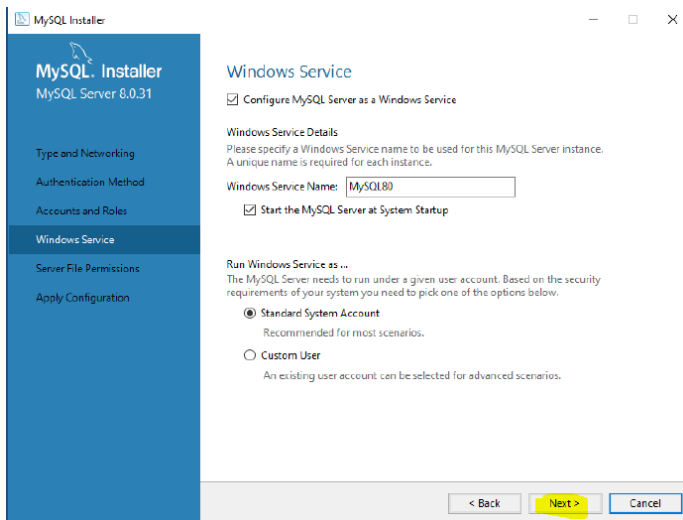 MySQL Installer
MySQL. Installer
MySQL Server 8.0.31
Type and Networking
Authentication Method
Accounts and Roles
Windows Service
Server File Permissions
Apply Configuration
Windows Service
Configure MySQL Server as a Windows Service
Windows Service Details
Please specify a Windows Service name to be used for this MySQL Server instance.
A unique name is required for each instance.
Windows Service Name: MySQL80
Start the MySQL Server at System Startup
Run Windows Service as ...
The MySQL Server needs to run under a given user account. Based on the security
requirements of your system you need to pick one of the options below.
Standard System Account
Recommended for most scenarios.
Custom User
An existing user account can be selected for advanced scenarios.
< Back Next > Cancel